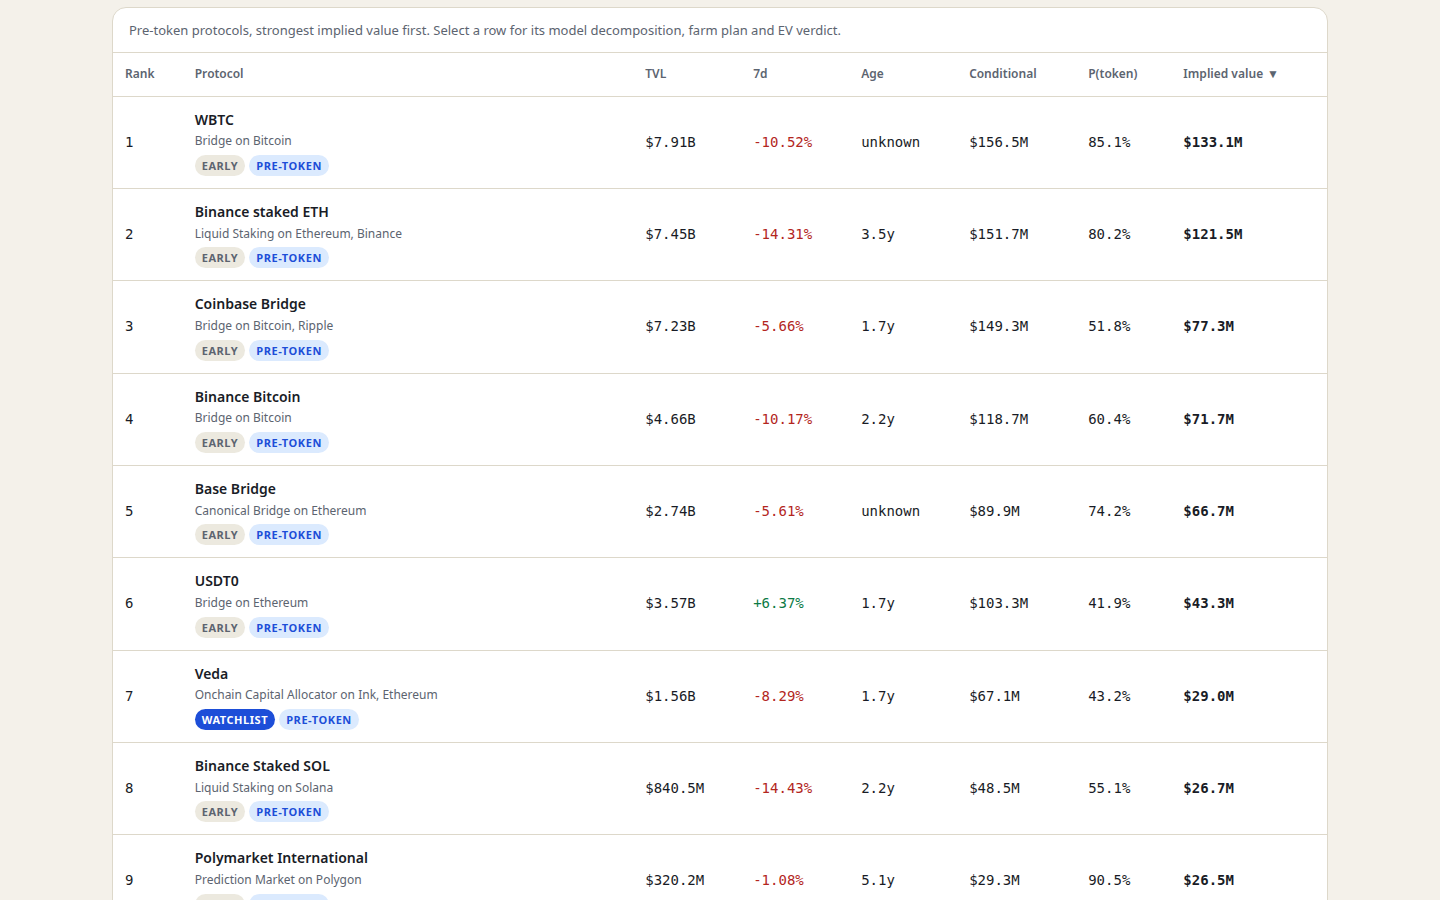 Pre-token protocols, strongest implied value first. Select a row for its model decomposition, farm plan and EV verdict.
Rank Protocol TVL 7d Age Conditional P(token) Implied value ▼
WBTC
Bridge on Bitcoin
1 $7.91B -10.52% unknown $156.5M 85.1% $133.1M
EARLY PRE-TOKEN
Binance staked ETH
Liquid Staking on Ethereum, Binance
2 $7.45B -14.31% 3.5y $151.7M 80.2% $121.5M
EARLY PRE-TOKEN
Coinbase Bridge
Bridge on Bitcoin, Ripple
3 $7.23B -5.66% 1.7y $149.3M 51.8% $77.3M
EARLY PRE-TOKEN
Binance Bitcoin
Bridge on Bitcoin
4 $4.66B -10.17% 2.2y $118.7M 60.4% $71.7M
EARLY PRE-TOKEN
Base Bridge
Canonical Bridge on Ethereum
5 $2.74B -5.61% unknown $89.9M 74.2% $66.7M
EARLY PRE-TOKEN
USDT0
Bridge on Ethereum
6 $3.57B +6.37% 1.7y $103.3M 41.9% $43.3M
EARLY PRE-TOKEN
Veda
Onchain Capital Allocator on Ink, Ethereum
7 $1.56B -8.29% 1.7y $67.1M 43.2% $29.0M
WATCHLIST PRE-TOKEN
Binance Staked SOL
Liquid Staking on Solana
8 $840.5M -14.43% 2.2y $48.5M 55.1% $26.7M
EARLY PRE-TOKEN
Polymarket International
Prediction Market on Polygon
9 $320.2M -1.08% 5.1y $29.3M 90.5% $26.5M